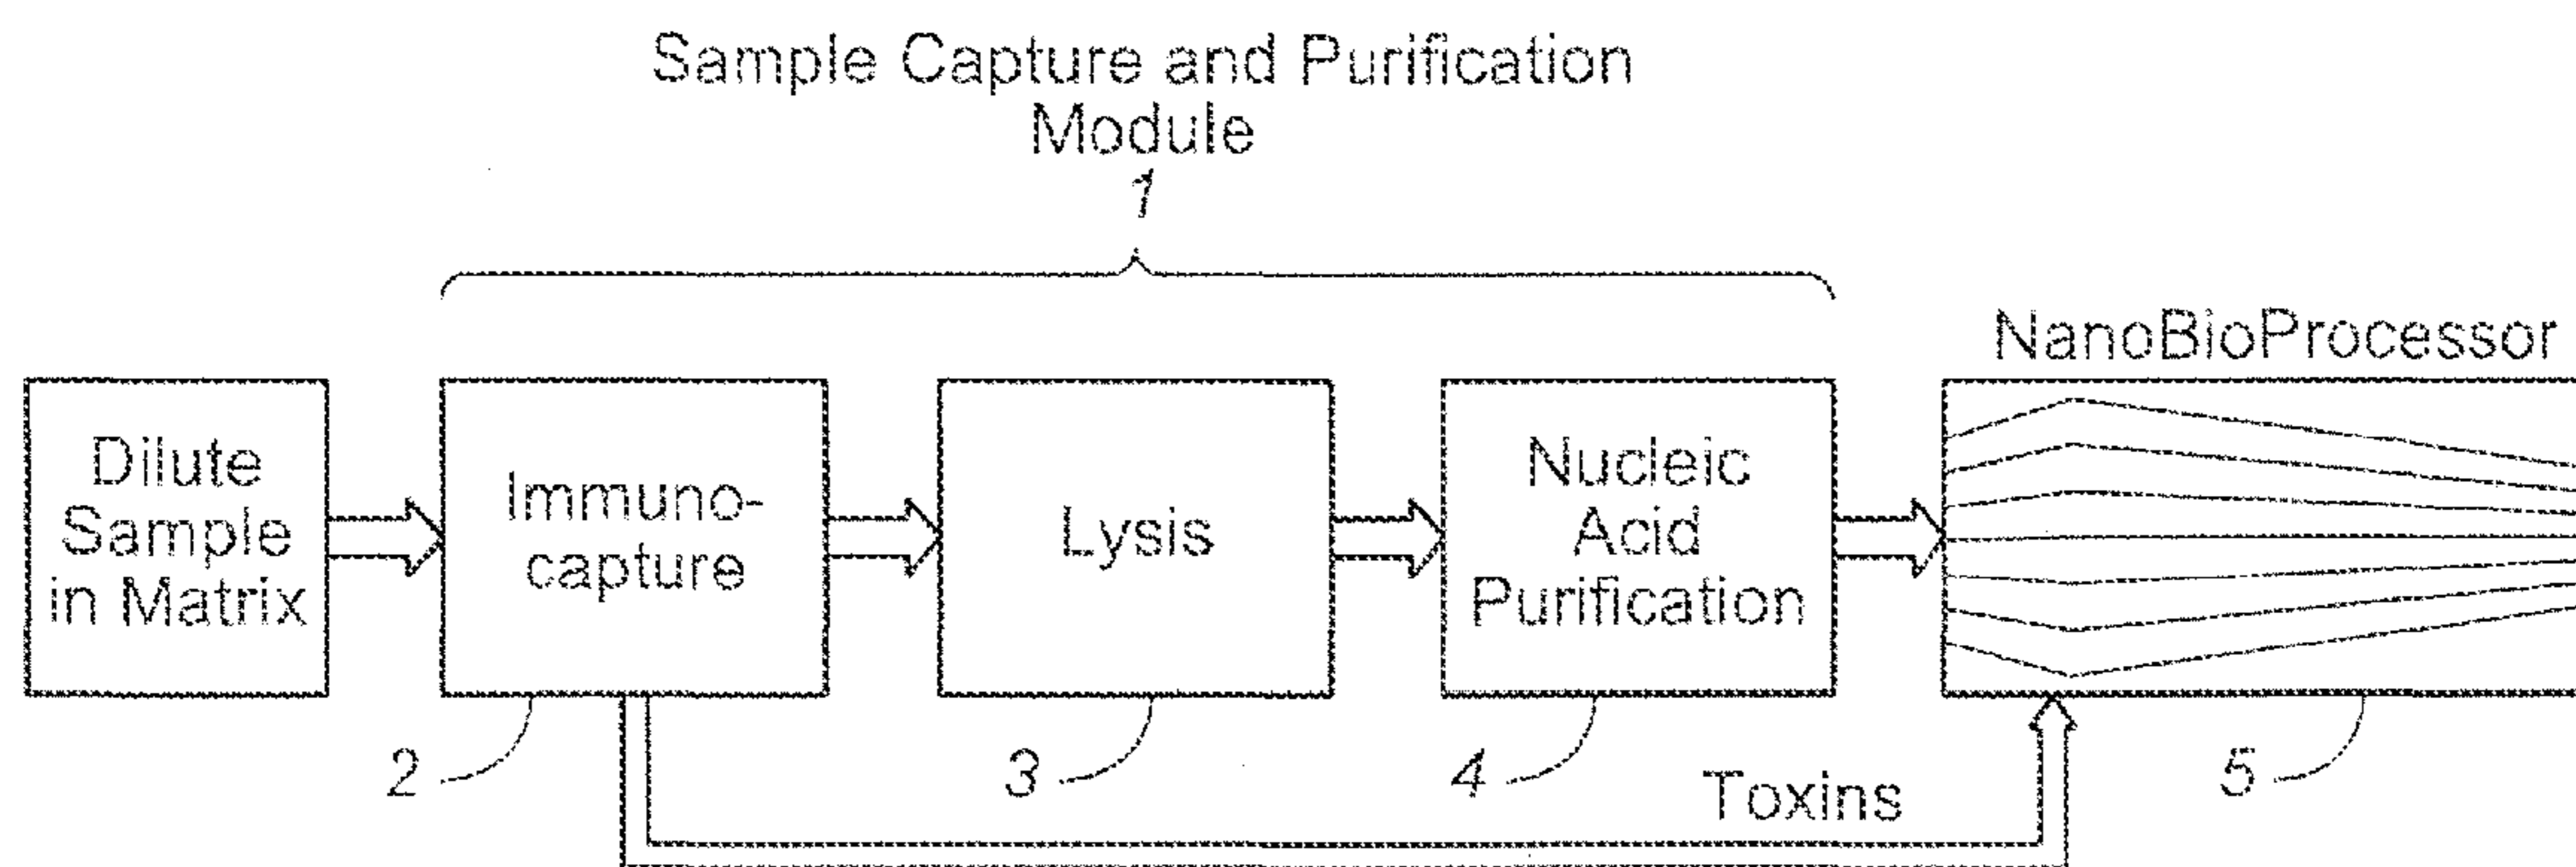 Sample Capture and Purification
Module
1
NanoBioProcessor
Dilute
Sample
in Matrix
Immuno-
capture
Lysis
Nucleic
Acid
Purification
2
3
4
Toxins
5